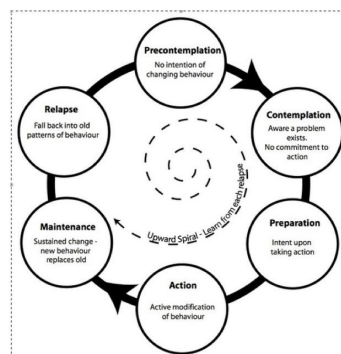 Precontemplation
No intention of
changing behaviour
Contemplation
Aware a problem
exists.
No commitment to
action
Preparation
Intent upon
taking action
Action
Active modification
of behaviour
Maintenance
Sustained change -
new behaviour
replaces old
Relapse
Fall back into old
patterns of behaviour
Upward Spiral - Learn from each relapse